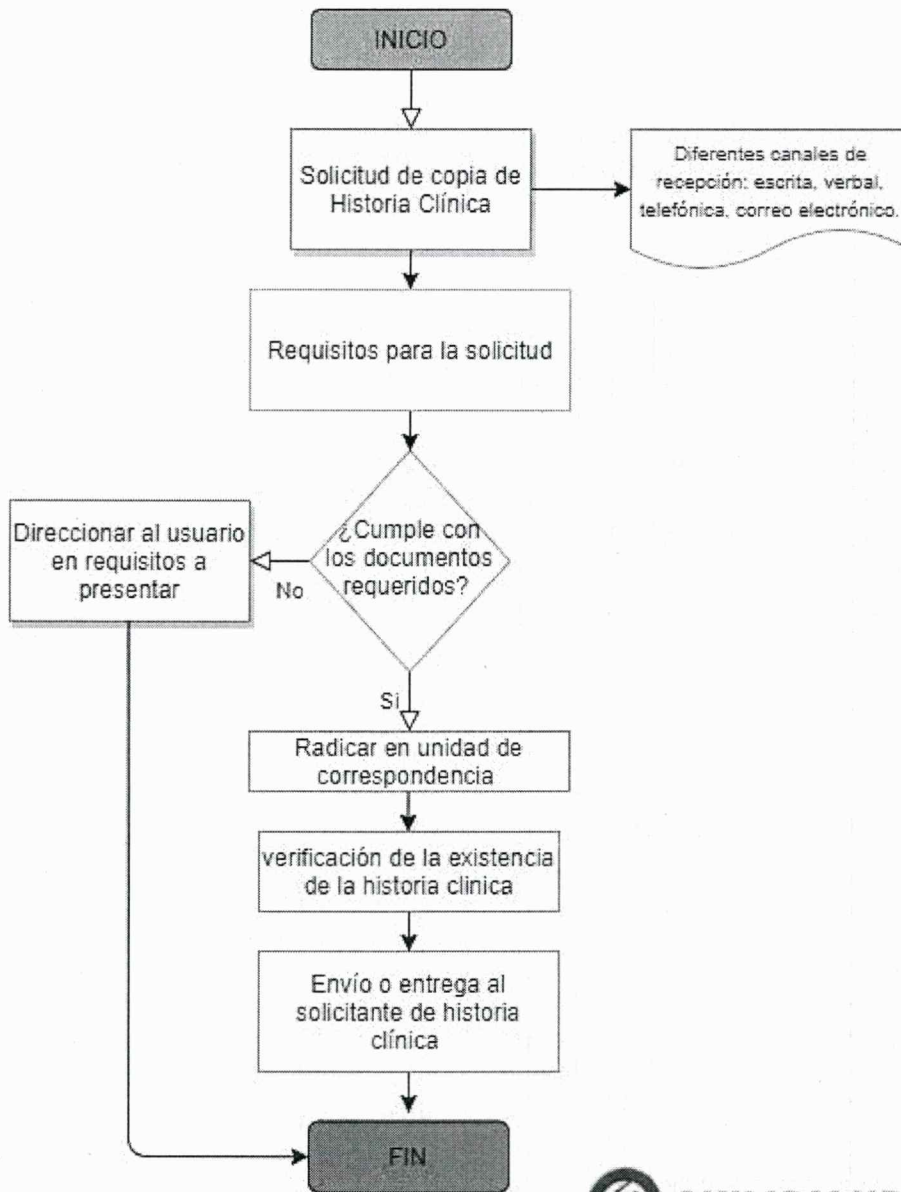 INICIO
Solicitud de copia de
Historia Clínica
Diferentes canales de
recepción: escrita, verbal,
telefónica, correo electrónico.
Requisitos para la solicitud
¿Cumple con
los documentos
requeridos?
Direccionar al usuario
en requisitos a
presentar
No
Si
Radicar en unidad de
correspondencia
verificación de la existencia
de la historia clinica
Envío o entrega al
solicitante de historia
clínica
FIN